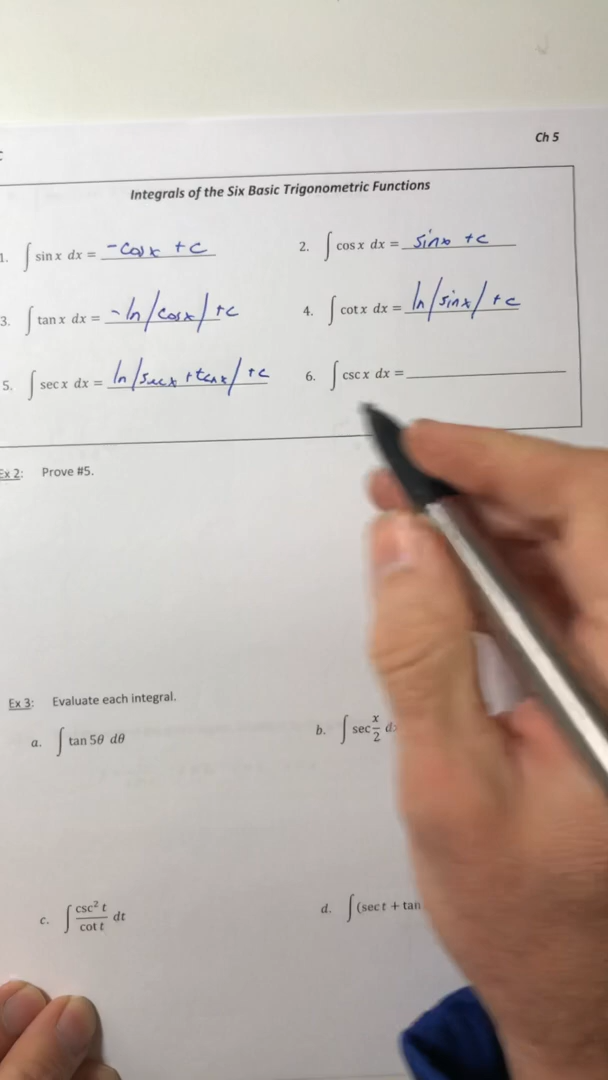 Ch 5
Integrals of the Six Basic Trigonometric Functions
1. ∫ sin x dx = -cos x + c
2. ∫ cos x dx = sin x + c
3. ∫ tan x dx = -ln|cos x| + c
4. ∫ cot x dx = ln|sin x| + c
5. ∫ sec x dx = ln|sec x + tan x| + c
6. ∫ csc x dx = ___
Ex 2: Prove #5.
Ex 3: Evaluate each integral.
a. ∫ tan 5θ dθ
b. ∫ sec x/2 d
c. ∫ csc² t / cot t dt
d. ∫ (sec t + tan